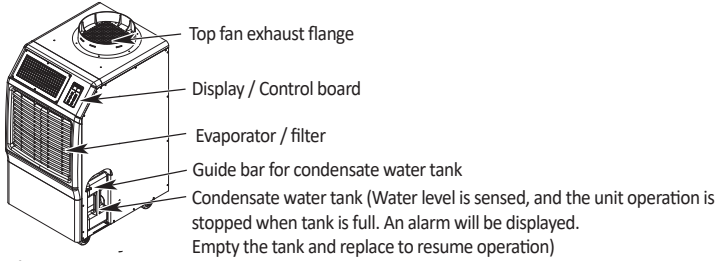 Top fan exhaust flange
Display / Control board
Evaporator / filter
Guide bar for condensate water tank
Condensate water tank (Water level is sensed, and the unit operation is
stopped when tank is full. An alarm will be displayed.
Empty the tank and replace to resume operation)